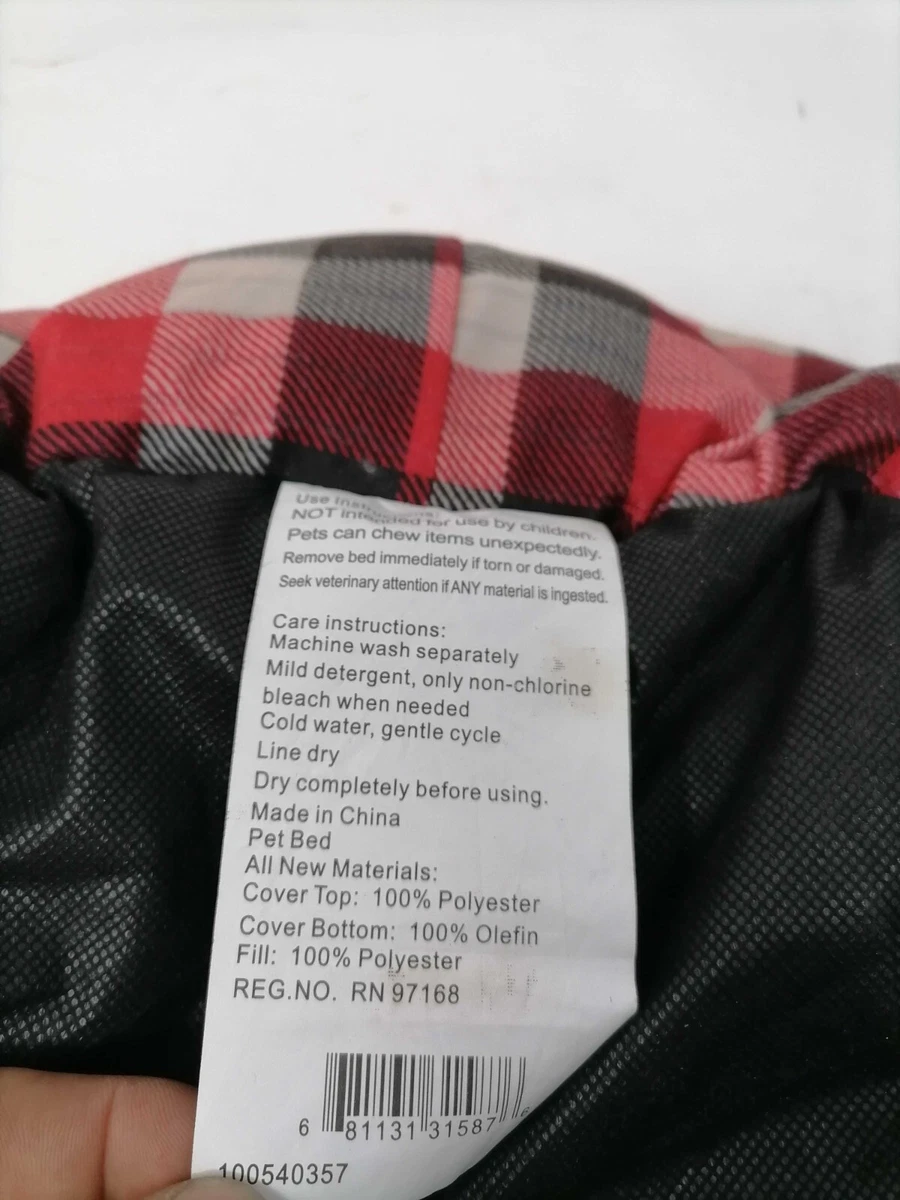 Use Instructions:
NOT intended for use by children.
Pets can chew items unexpectedly.
Remove bed immediately if torn or damaged.
Seek veterinary attention if ANY material is ingested.
Care instructions:
Machine wash separately
Mild detergent, only non-chlorine
bleach when needed
Cold water, gentle cycle
Line dry
Dry completely before using.
Made in China
Pet Bed
All New Materials:
Cover Top: 100% Polyester
Cover Bottom: 100% Olefin
Fill: 100% Polyester
REG.NO. RN 97168
6 81131 31587 6
100540357